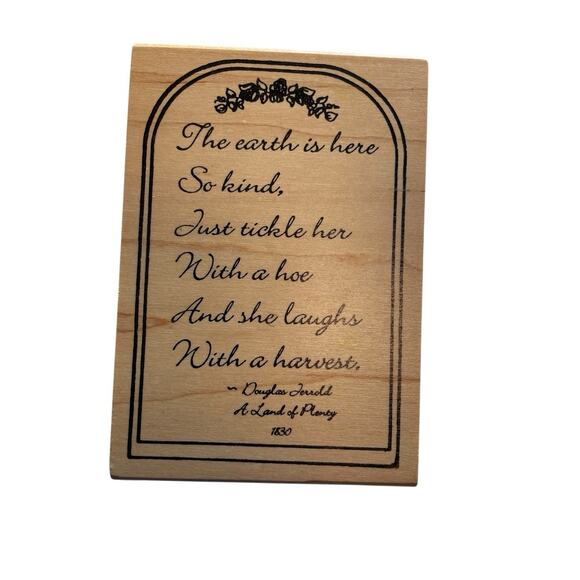 The earth is here
So kind,
Just tickle her
With a hoe
And she laughs
With a harvest.
~ Douglas Jerrold
A Land of Plenty
1830